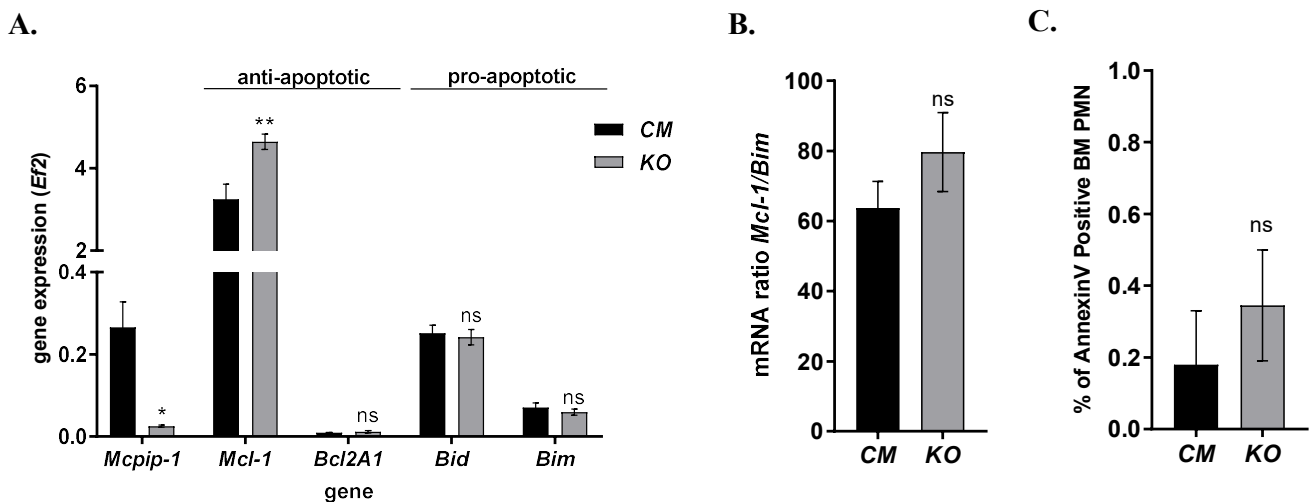 A.
anti-apoptotic
pro-apoptotic
6
4
2
0.4
0.2
0.0
gene expression (Ef2)
**
*
ns
ns
ns
CM
KO
Mcpip-1
Mcl-1
Bcl2A1
Bid
Bim
gene
B.
100
80
60
40
20
0
mRNA ratio Mcl-1/Bim
ns
CM
KO
C.
1.0
0.8
0.6
0.4
0.2
0.0
% of AnnexinV Positive BM PMN
ns
CM
KO